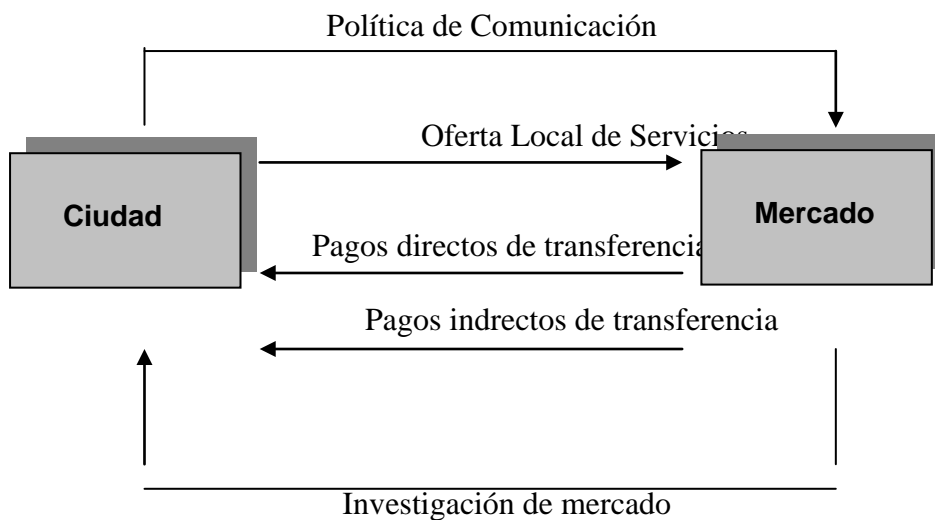 Política de Comunicación
Oferta Local de Servicios
Ciudad
Mercado
Pagos directos de transferencia
Pagos indrectos de transferencia
Investigación de mercado